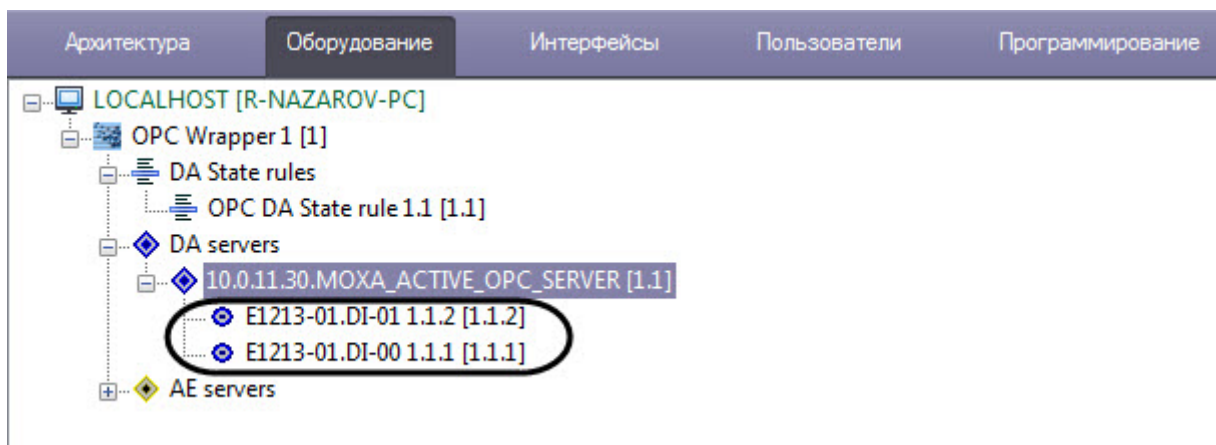 Архитектура Оборудование Интерфейсы Пользователи Программирование
LOCALHOST [R-NAZAROV-PC]
OPC Wrapper 1 [1]
DA State rules
OPC DA State rule 1.1 [1.1]
DA servers
10.0.11.30.MOXA_ACTIVE_OPC_SERVER [1.1]
E1213-01.DI-01 1.1.2 [1.1.2]
E1213-01.DI-00 1.1.1 [1.1.1]
AE servers